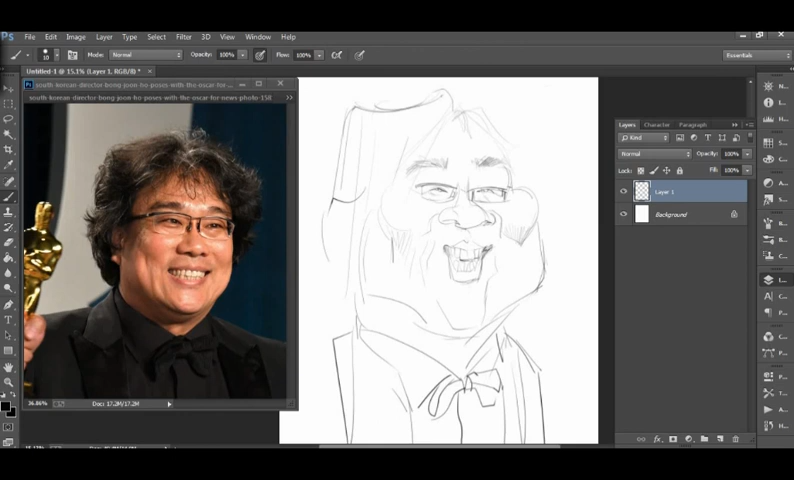 Ps File Edit Image Layer Type Select Filter 3D View Window Help
10 Mode: Normal Opacity: 100% Flow: 100% Essentials
Untitled-1 @ 15.1% (Layer 1, RGB/8) *
south-korean-director-bong-joon-ho-poses-with-the-oscar-for ...
south-korean-director-bong-joon-ho-poses-with-the-oscar-for-news-photo-158
Layers Character Paragraph
Kind
Normal Opacity: 100%
Lock: Fill: 100%
Layer 1
Background
36.86% Doc: 17.2M/17.2M